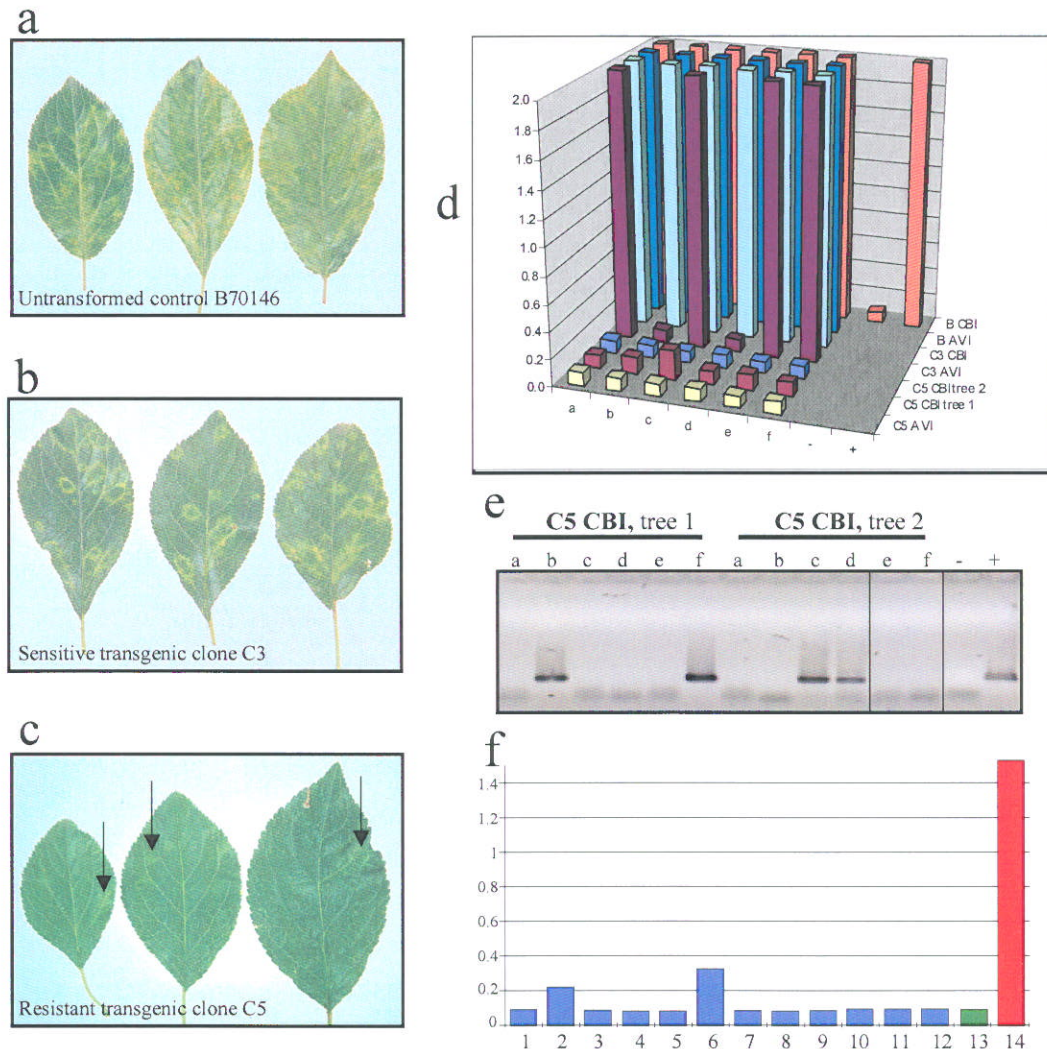 a
Untransformed control B70146
b
Sensitive transgenic clone C3
c
Resistant transgenic clone C5
d
2.0
1.8
1.6
1.4
1.2
1.0
0.8
0.6
0.4
0.2
0.0
a b c d e f - +
B CBI
B AVI
C3 CBI
C3 AVI
C5 CBI tree 2
C5 CBI tree 1
C5 AVI
e
C5 CBI, tree 1 C5 CBI, tree 2
a b c d e f a b c d e f - +
f
1.4
1.2
1
0.8
0.6
0.4
0.2
0
1 2 3 4 5 6 7 8 9 10 11 12 13 14